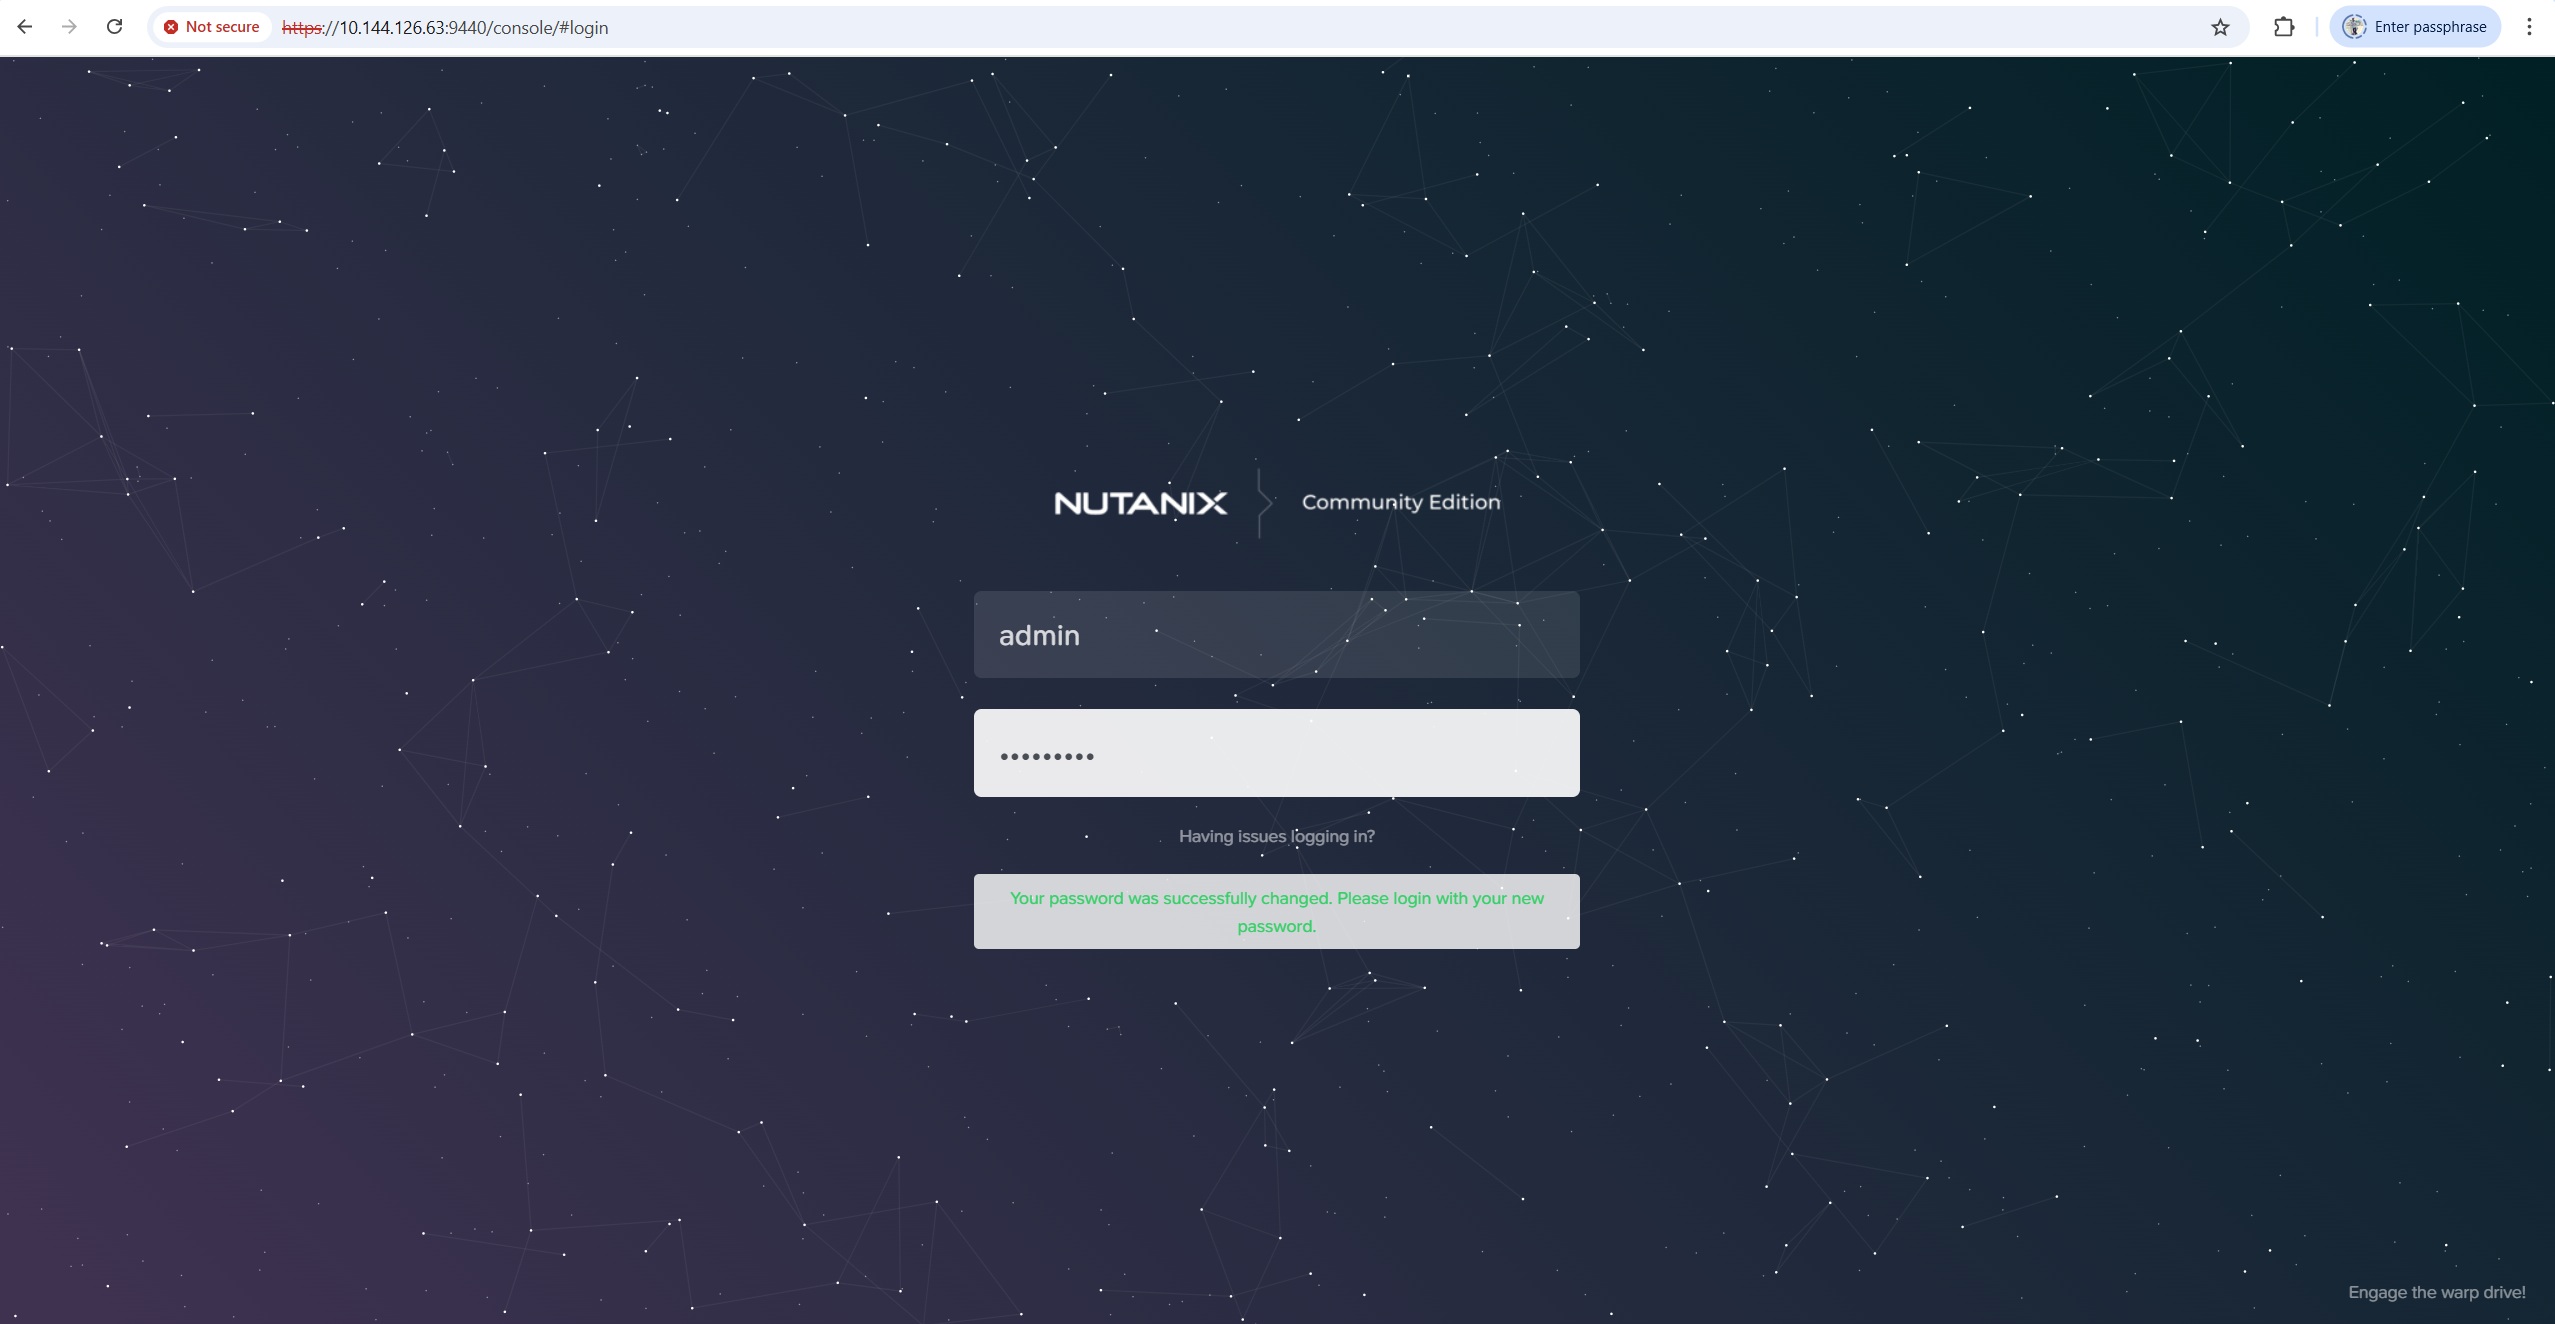 Not secure
https://10.144.126.63:9440/console/#login
Enter passphrase
NUTANIX
Community Edition
admin
•••••••••
Having issues logging in?
Your password was successfully changed. Please login with your new
password.
Engage the warp drive!